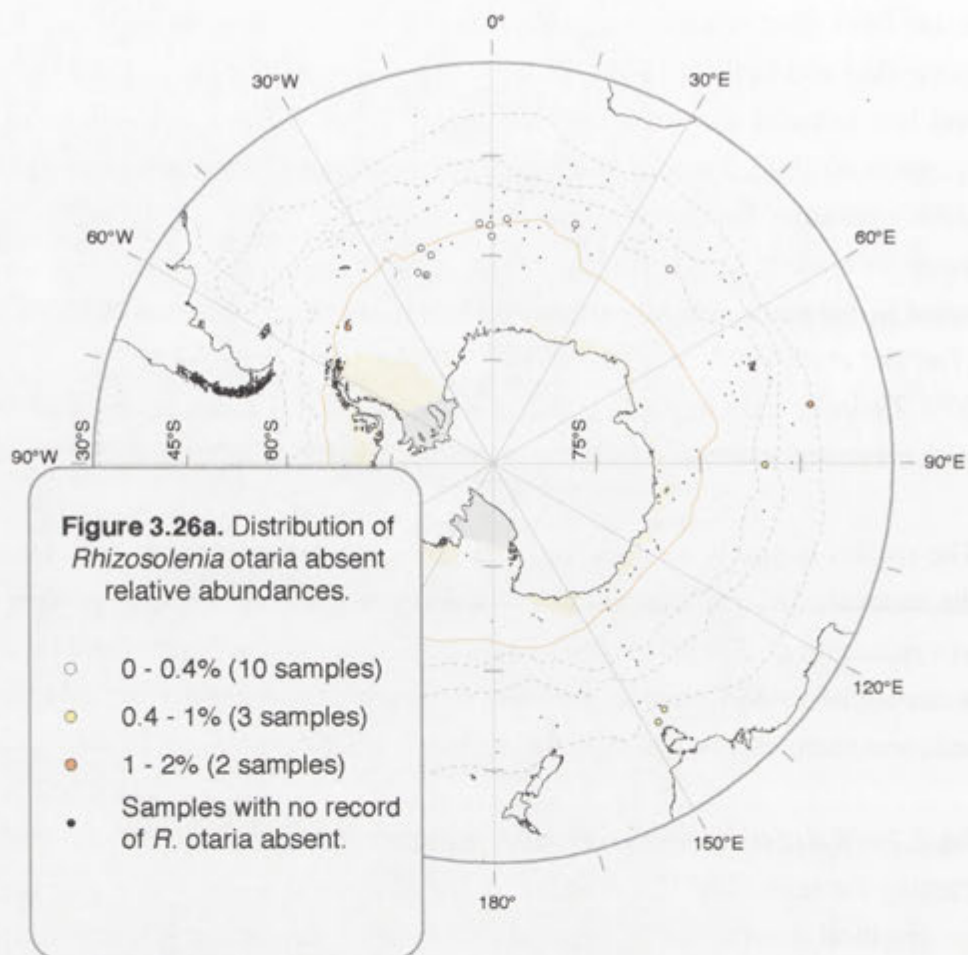 0°
30°W
30°E
60°W
60°E
90°W
30°S
45°S
60°S
75°S
90°E
Figure 3.26a. Distribution of
Rhizosolenia otaria absent
relative abundances.
0 - 0.4% (10 samples)
0.4 - 1% (3 samples)
1 - 2% (2 samples)
Samples with no record
of R. otaria absent.
120°E
150°E
180°